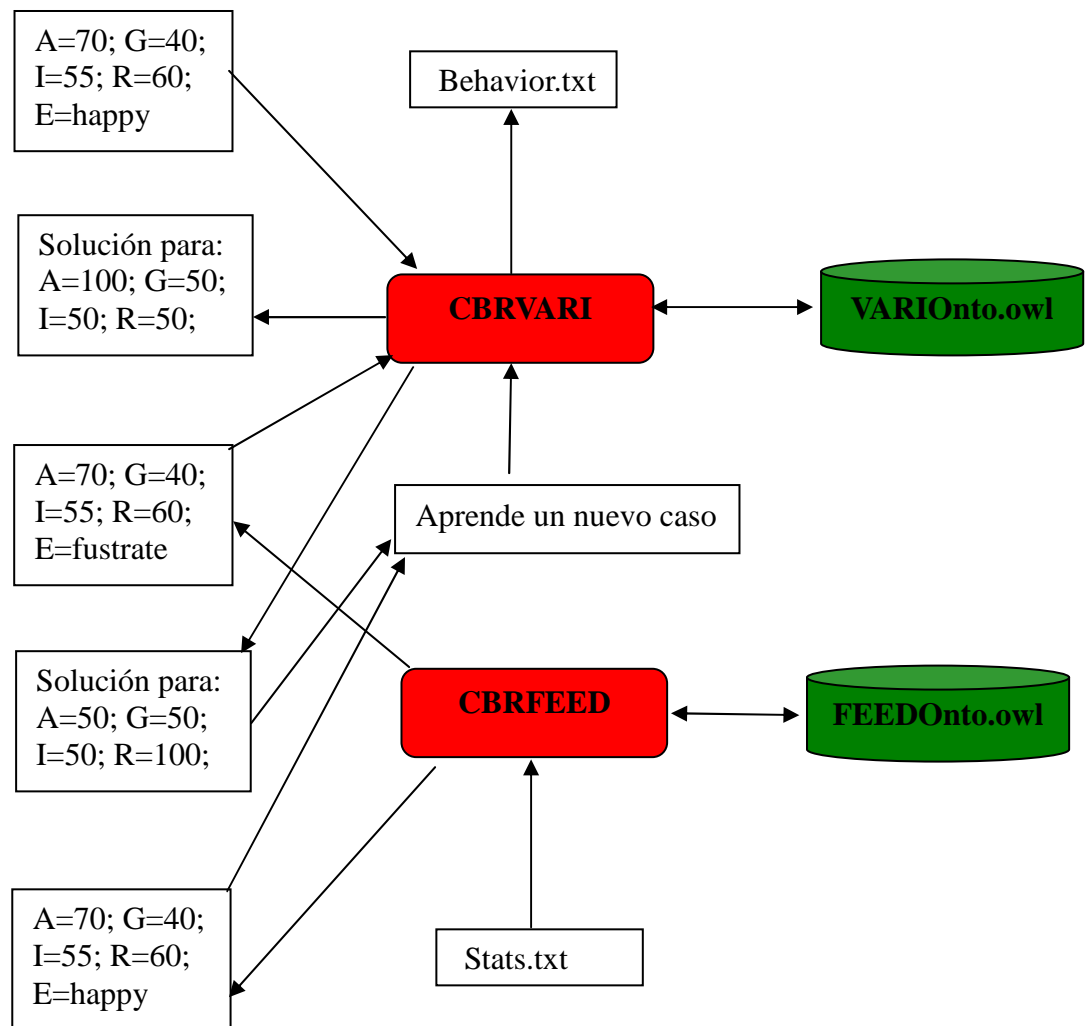 A=70; G=40;
I=55; R=60;
E=happy
Behavior.txt
Solución para:
A=100; G=50;
I=50; R=50;
CBRVARI
VARIOnto.owl
A=70; G=40;
I=55; R=60;
E=fustrate
Aprende un nuevo caso
Solución para:
A=50; G=50;
I=50; R=100;
CBRFEED
FEEDOnto.owl
A=70; G=40;
I=55; R=60;
E=happy
Stats.txt